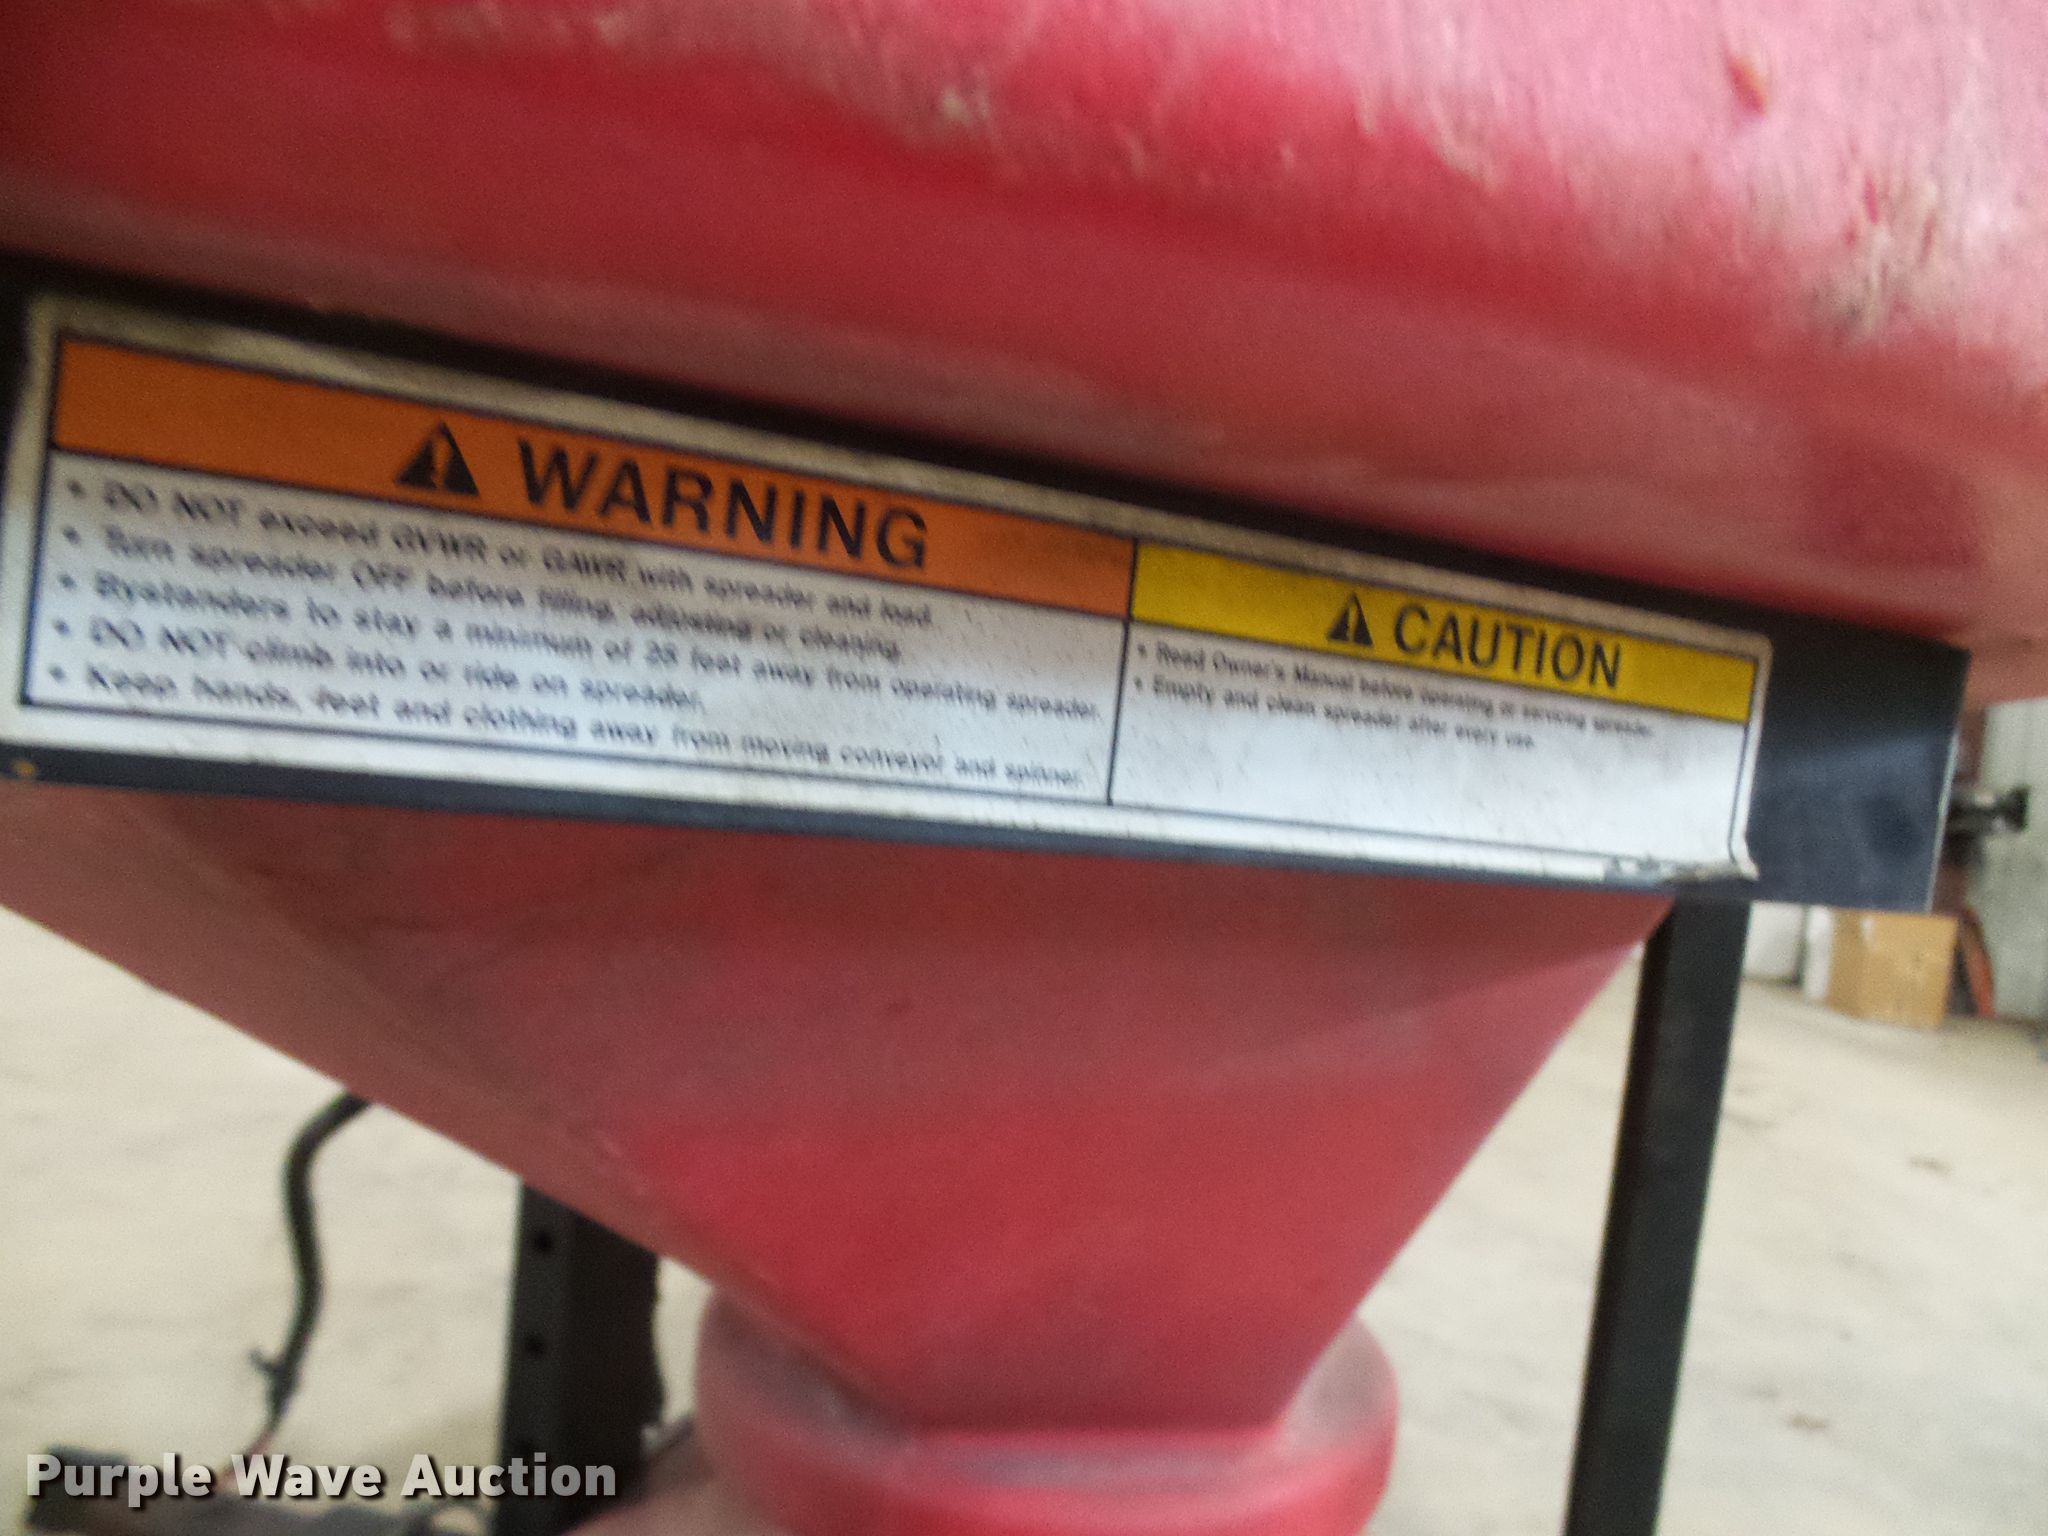 WARNING
• DO NOT exceed GVWR or GAWR with spreader and load.
• Turn spreader OFF before filling, adjusting or cleaning.
• Bystanders to stay a minimum of 25 feet away from operating spreader.
• DO NOT climb into or ride on spreader.
• Keep hands, feet and clothing away from moving conveyor and spinner.
CAUTION
• Read Owner's Manual before operating or servicing spreader.
• Empty and clean spreader after every use.
Purple Wave Auction